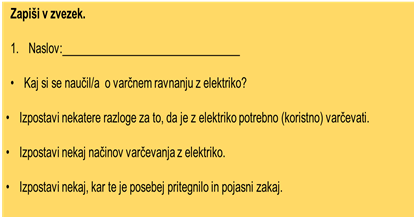 Zapiši v zvezek.
1. Naslov:____________________________
• Kaj si se naučil/a o varčnem ravnanju z elektriko?
• Izpostavi nekatere razloge za to, da je z elektriko potrebno (koristno) varčevati.
• Izpostavi nekaj načinov varčevanja z elektriko.
• Izpostavi nekaj, kar te je posebej pritegnilo in pojasni zakaj.